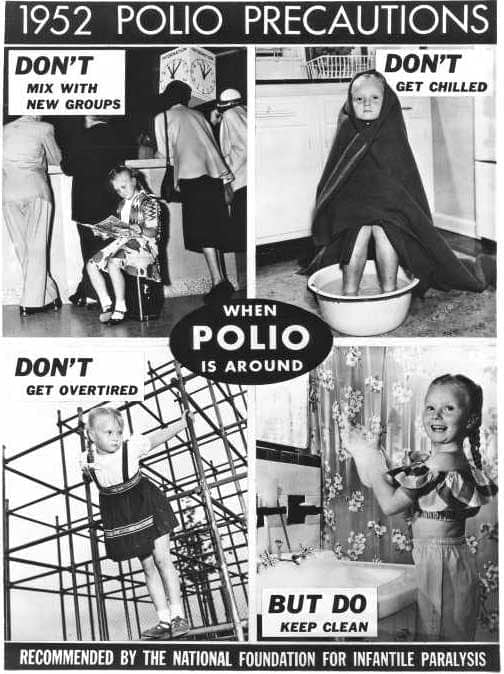 1952 POLIO PRECAUTIONS
DON'T
MIX WITH
NEW GROUPS
DON'T
GET CHILLED
WHEN
POLIO
IS AROUND
DON'T
GET OVERTIRED
BUT DO
KEEP CLEAN
RECOMMENDED BY THE NATIONAL FOUNDATION FOR INFANTILE PARALYSIS